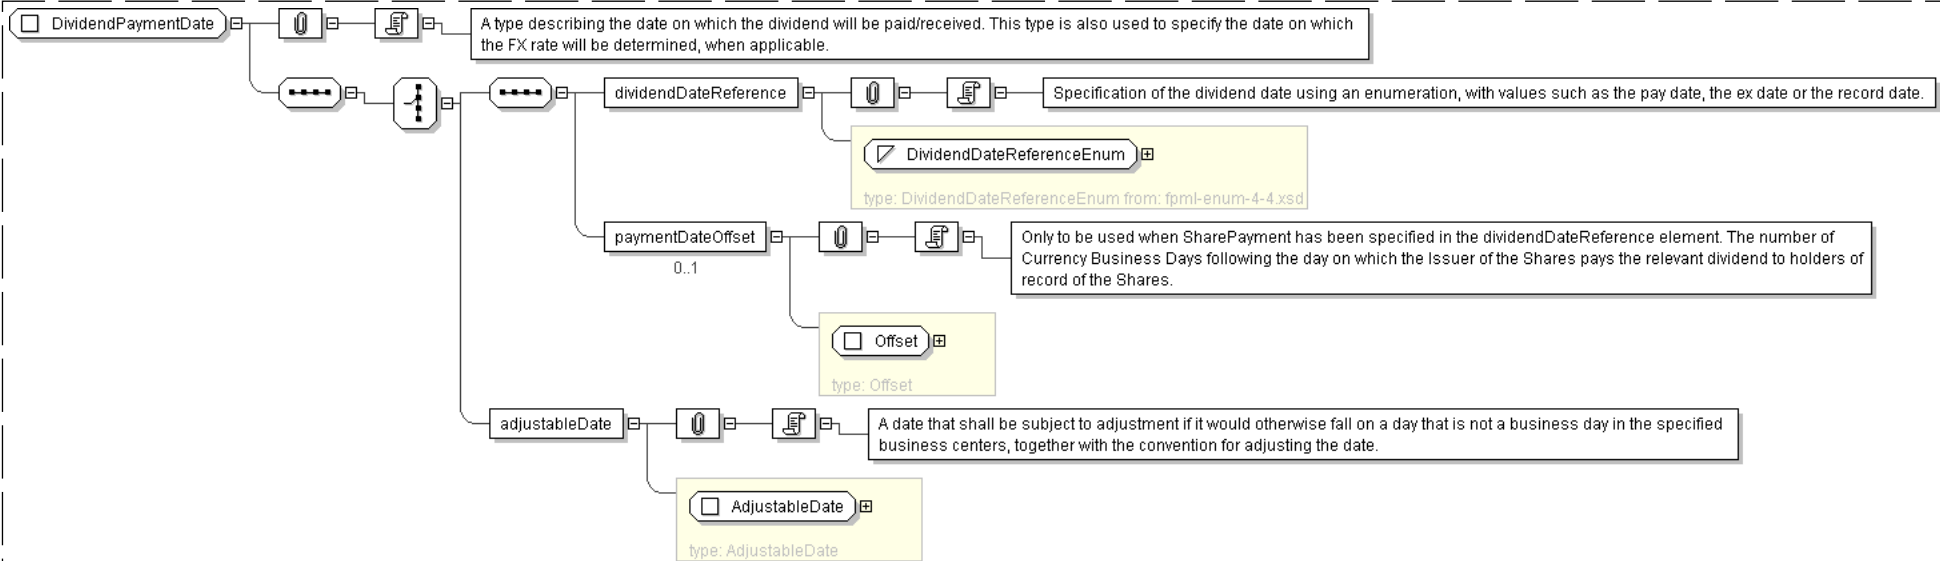 DividendPaymentDate
A type describing the date on which the dividend will be paid/received. This type is also used to specify the date on which
the FX rate will be determined, when applicable.
dividendDateReference
Specification of the dividend date using an enumeration, with values such as the pay date, the ex date or the record date.
DividendDateReferenceEnum
type: DividendDateReferenceEnum from: fpml-enum-4-4.xsd
paymentDateOffset
0..1
Only to be used when SharePayment has been specified in the dividendDateReference element. The number of
Currency Business Days following the day on which the Issuer of the Shares pays the relevant dividend to holders of
record of the Shares.
Offset
type: Offset
adjustableDate
A date that shall be subject to adjustment if it would otherwise fall on a day that is not a business day in the specified
business centers, together with the convention for adjusting the date.
AdjustableDate
type: AdjustableDate